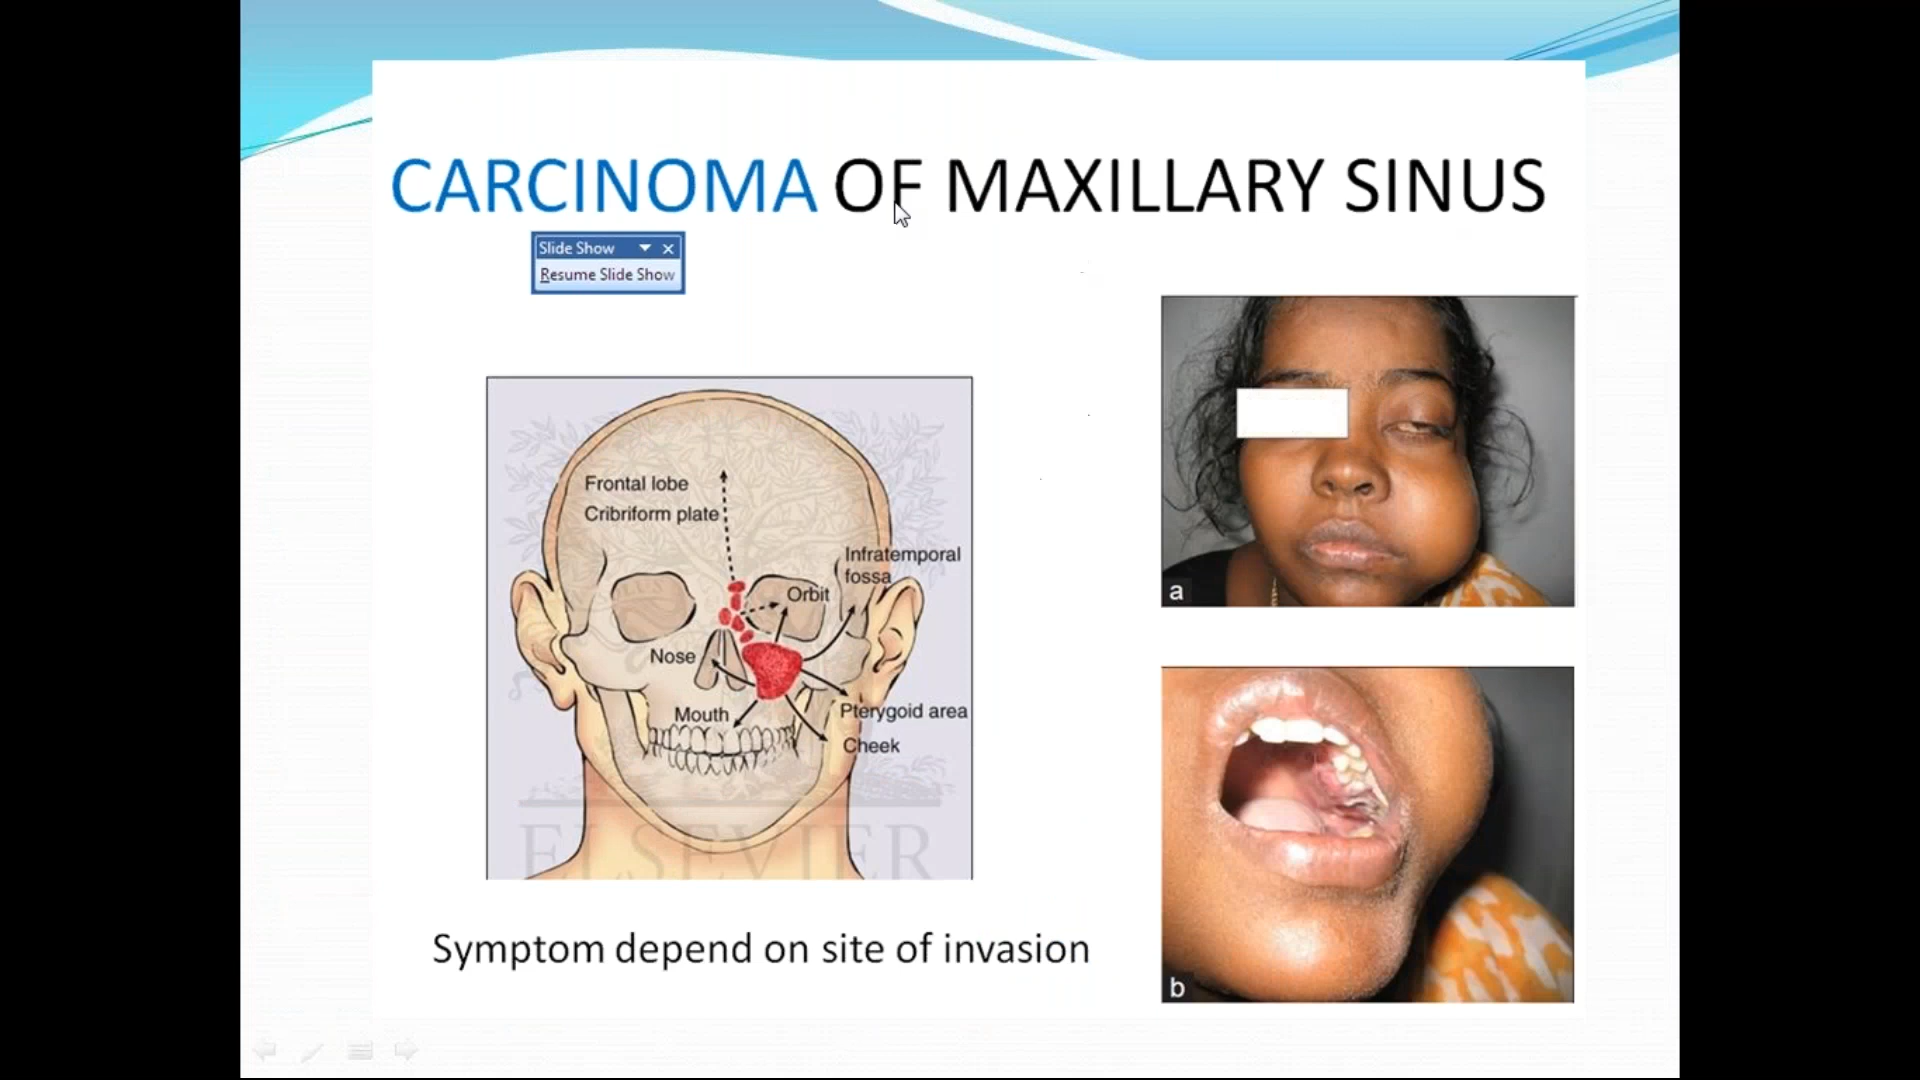 CARCINOMA OF MAXILLARY SINUS
Slide Show
Resume Slide Show
Frontal lobe
Cribriform plate
Infratemporal
fossa
Orbit
Nose
Mouth
Pterygoid area
Cheek
ELSEVIER
a
b
Symptom depend on site of invasion